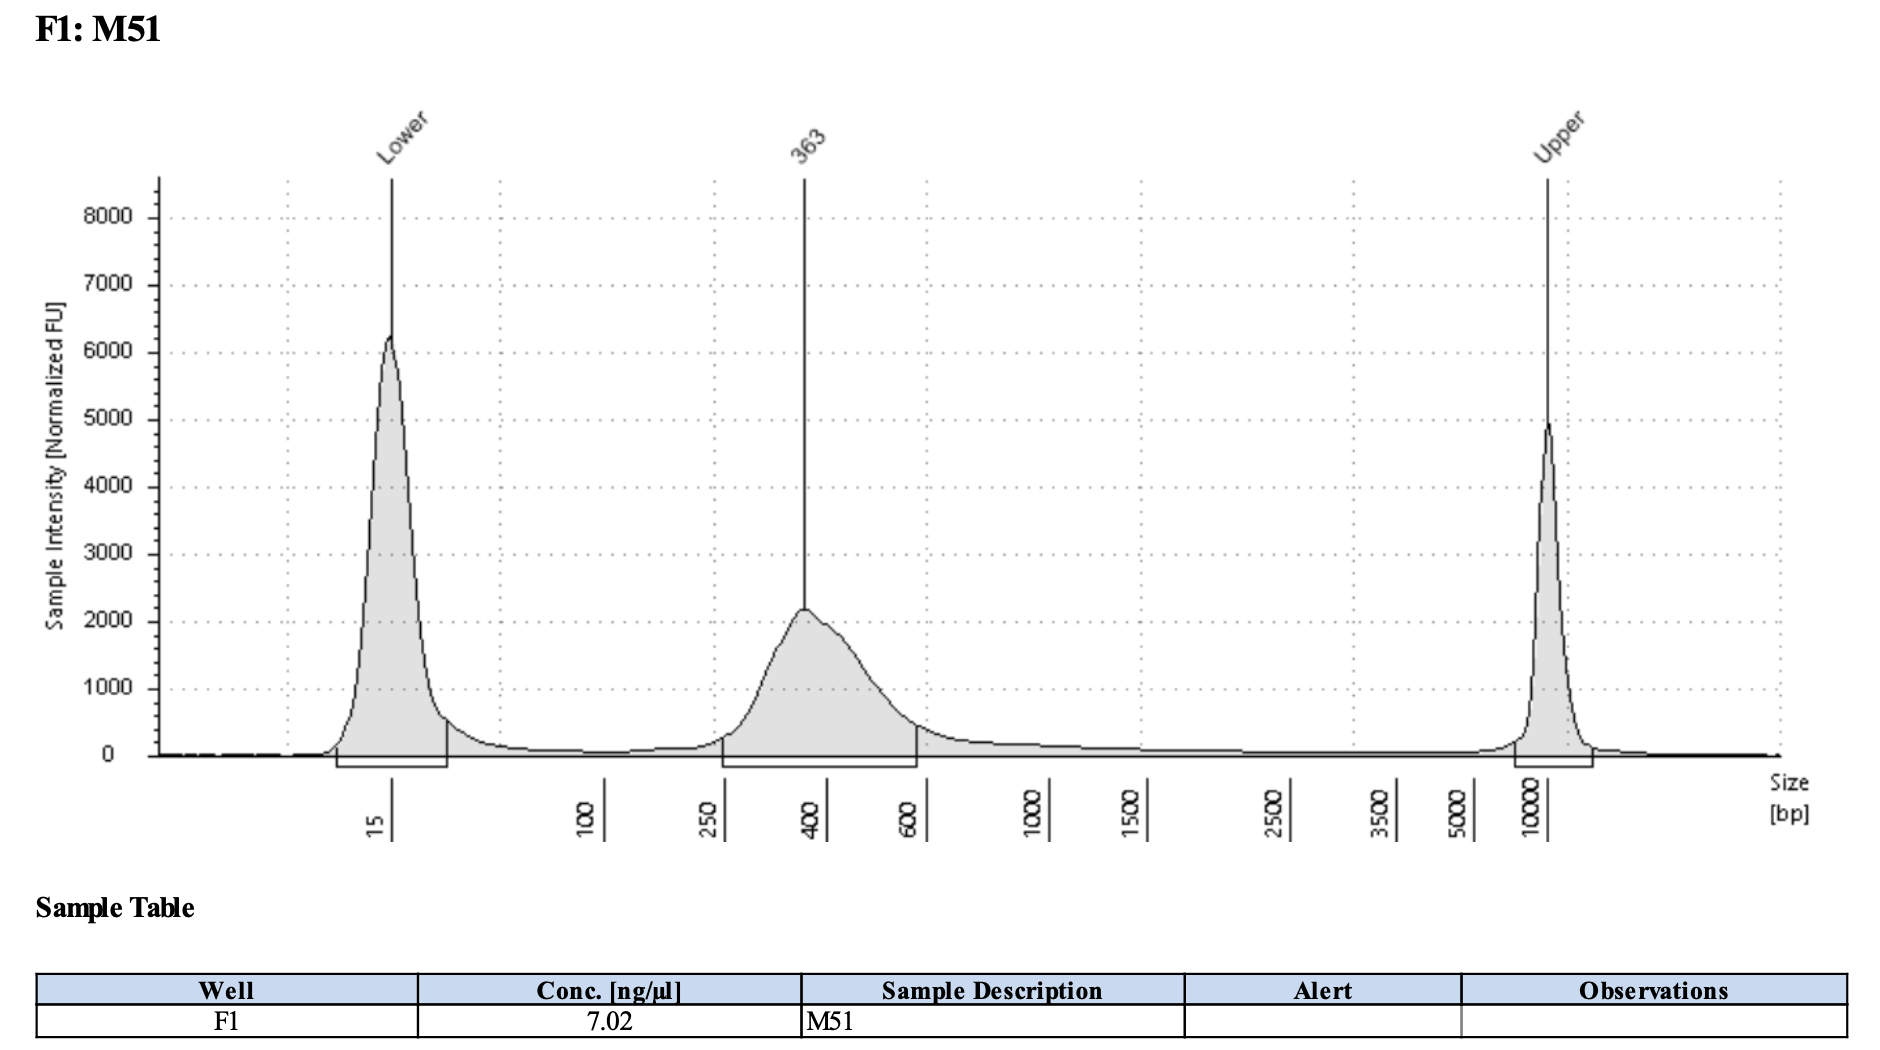 F1: M51
Lower
363
Upper
Sample Intensity [Normalized FU]
8000
7000
6000
5000
4000
3000
2000
1000
0
15
100
250
400
600
1000
1500
2500
3500
5000
10000
Size
[bp]
Sample Table
Well Conc. [ng/µl] Sample Description Alert Observations
F1 7.02 M51